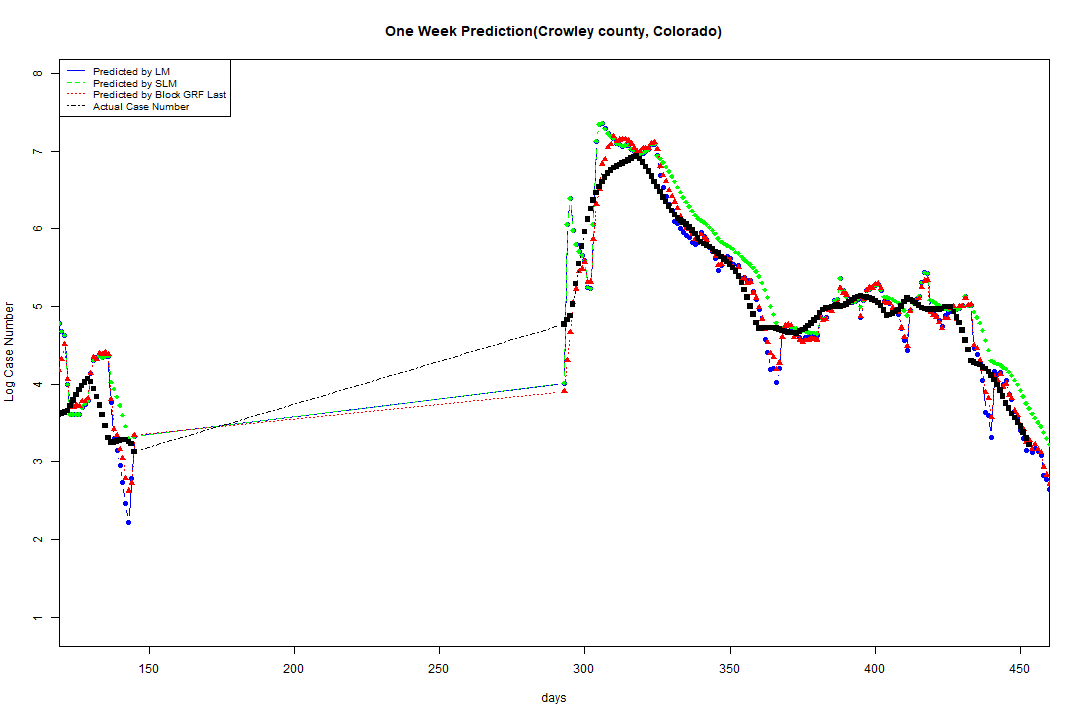 One Week Prediction(Crowley county, Colorado)
Predicted by LM
Predicted by SLM
Predicted by Block GRF Last
Actual Case Number
Log Case Number
8
7
6
5
4
3
2
1
150 200 250 300 350 400 450
days